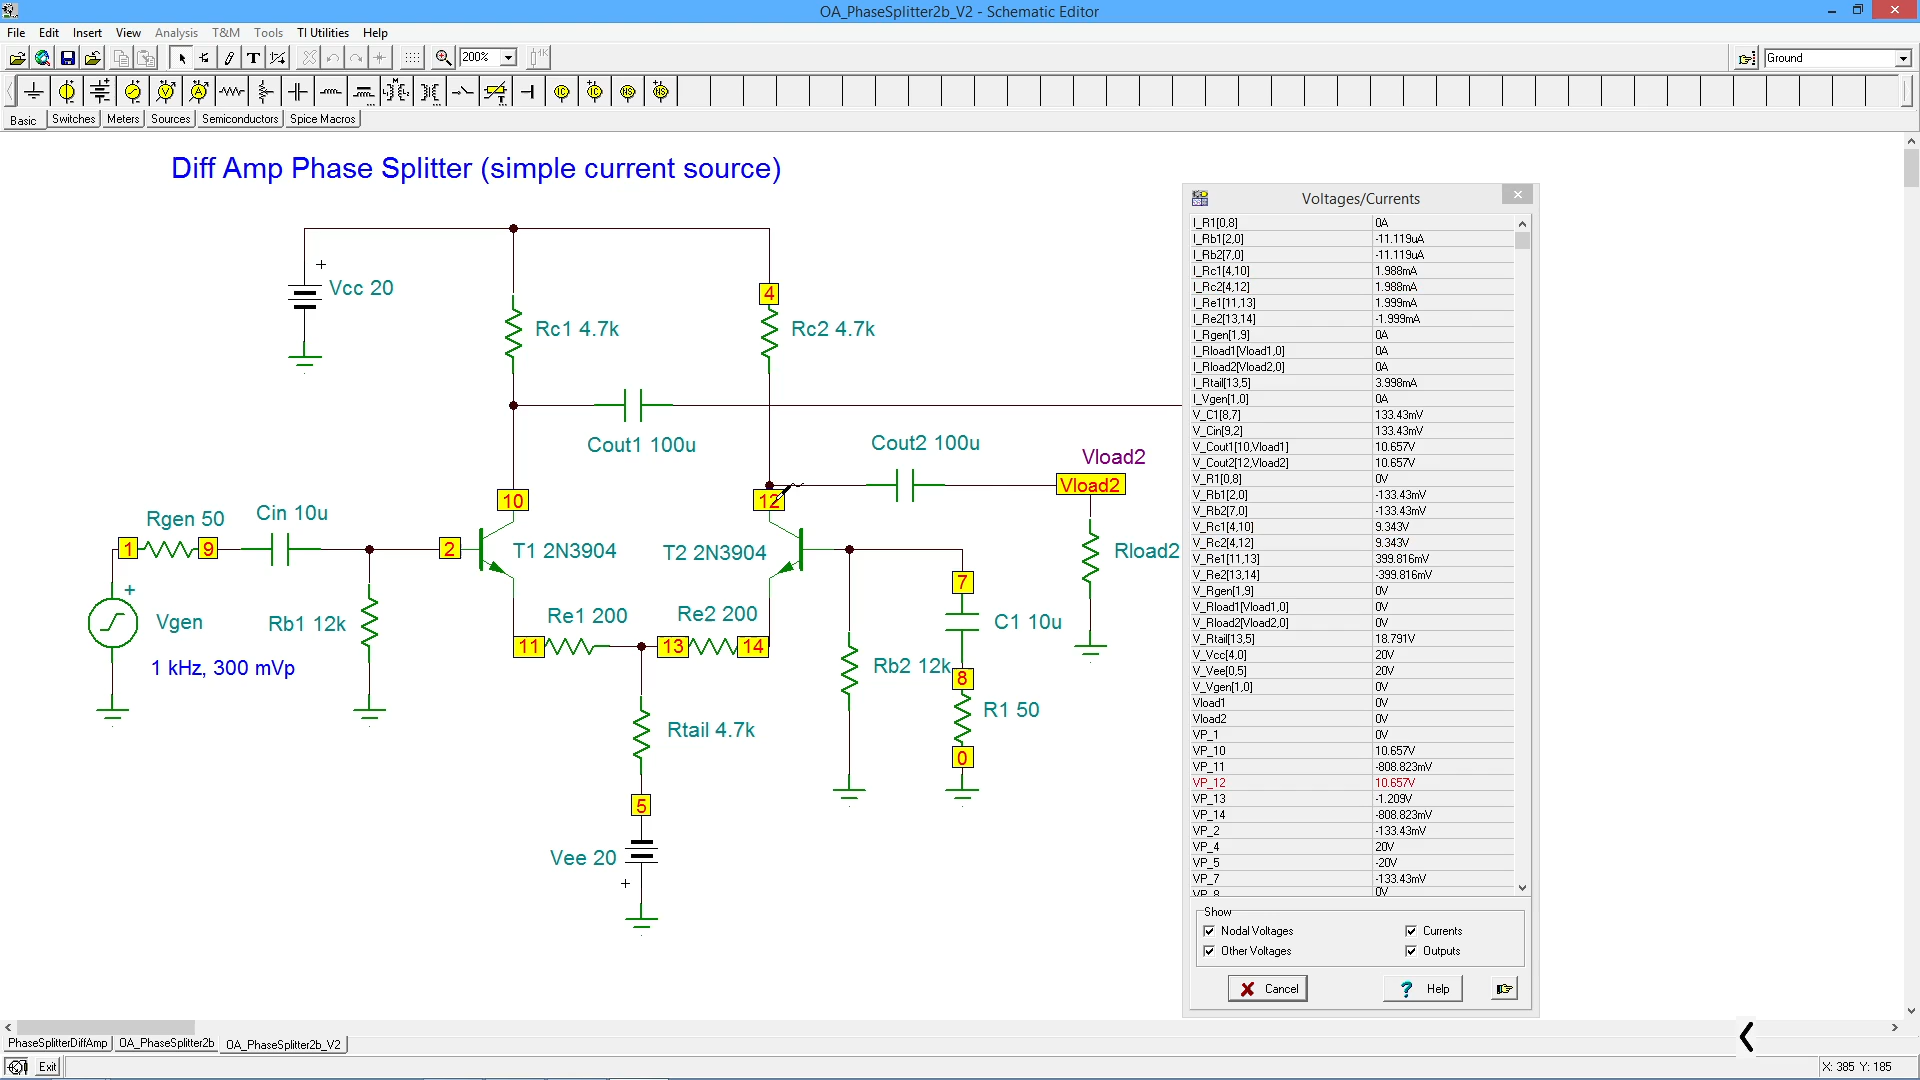 OA_PhaseSplitter2b_V2 - Schematic Editor
File Edit Insert View Analysis T&M Tools TI Utilities Help
200% Ground
Basic Switches Meters Sources Semiconductors Spice Macros
Diff Amp Phase Splitter (simple current source)
+
Vcc 20
4
Rc1 4.7k
Rc2 4.7k
Cout1 100u
Cout2 100u
Vload2
Vload2
10
12
Rgen 50
Cin 10u
1
9
2
T1 2N3904
T2 2N3904
Rload2
+
Vgen
Rb1 12k
Re1 200
Re2 200
7
C1 10u
1 kHz, 300 mVp
11
13
14
Rb2 12k
8
R1 50
Rtail 4.7k
0
5
Vee 20
+
Voltages/Currents
I_R1[0,8] 0A
I_Rb1[2,0] -11.119uA
I_Rb2[7,0] -11.119uA
I_Rc1[4,10] 1.988mA
I_Rc2[4,12] 1.988mA
I_Re1[11,13] 1.999mA
I_Re2[13,14] -1.999mA
I_Rgen[1,9] 0A
I_Rload1[Vload1,0] 0A
I_Rload2[Vload2,0] 0A
I_Rtail[13,5] 3.998mA
I_Vgen[1,0] 0A
V_C1[8,7] 133.43mV
V_Cin[9,2] 133.43mV
V_Cout1[10,Vload1] 10.657V
V_Cout2[12,Vload2] 10.657V
V_R1[0,8] 0V
V_Rb1[2,0] -133.43mV
V_Rb2[7,0] -133.43mV
V_Rc1[4,10] 9.343V
V_Rc2[4,12] 9.343V
V_Re1[11,13] 399.816mV
V_Re2[13,14] -399.816mV
V_Rgen[1,9] 0V
V_Rload1[Vload1,0] 0V
V_Rload2[Vload2,0] 0V
V_Rtail[13,5] 18.791V
V_Vcc[4,0] 20V
V_Vee[0,5] 20V
V_Vgen[1,0] 0V
Vload1 0V
Vload2 0V
VP_1 0V
VP_10 10.657V
VP_11 -808.823mV
VP_12 10.657V
VP_13 -1.209V
VP_14 -808.823mV
VP_2 -133.43mV
VP_4 20V
VP_5 -20V
VP_7 -133.43mV
VP_8 0V
Show
Nodal Voltages Currents
Other Voltages Outputs
Cancel ? Help
PhaseSplitterDiffAmp OA_PhaseSplitter2b OA_PhaseSplitter2b_V2
Exit X: 385 Y: 185